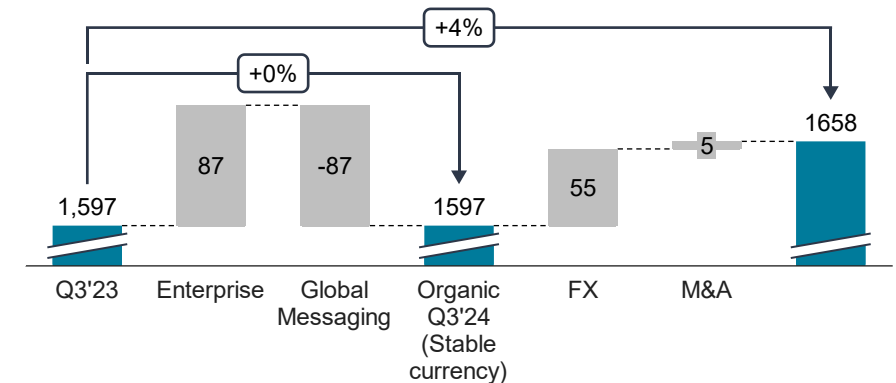 +4%
+0%
1658
87
-87
5
55
1,597
1597
Q3'23
Enterprise
Global
Messaging
Organic
Q3'24
(Stable
currency)
FX
M&A